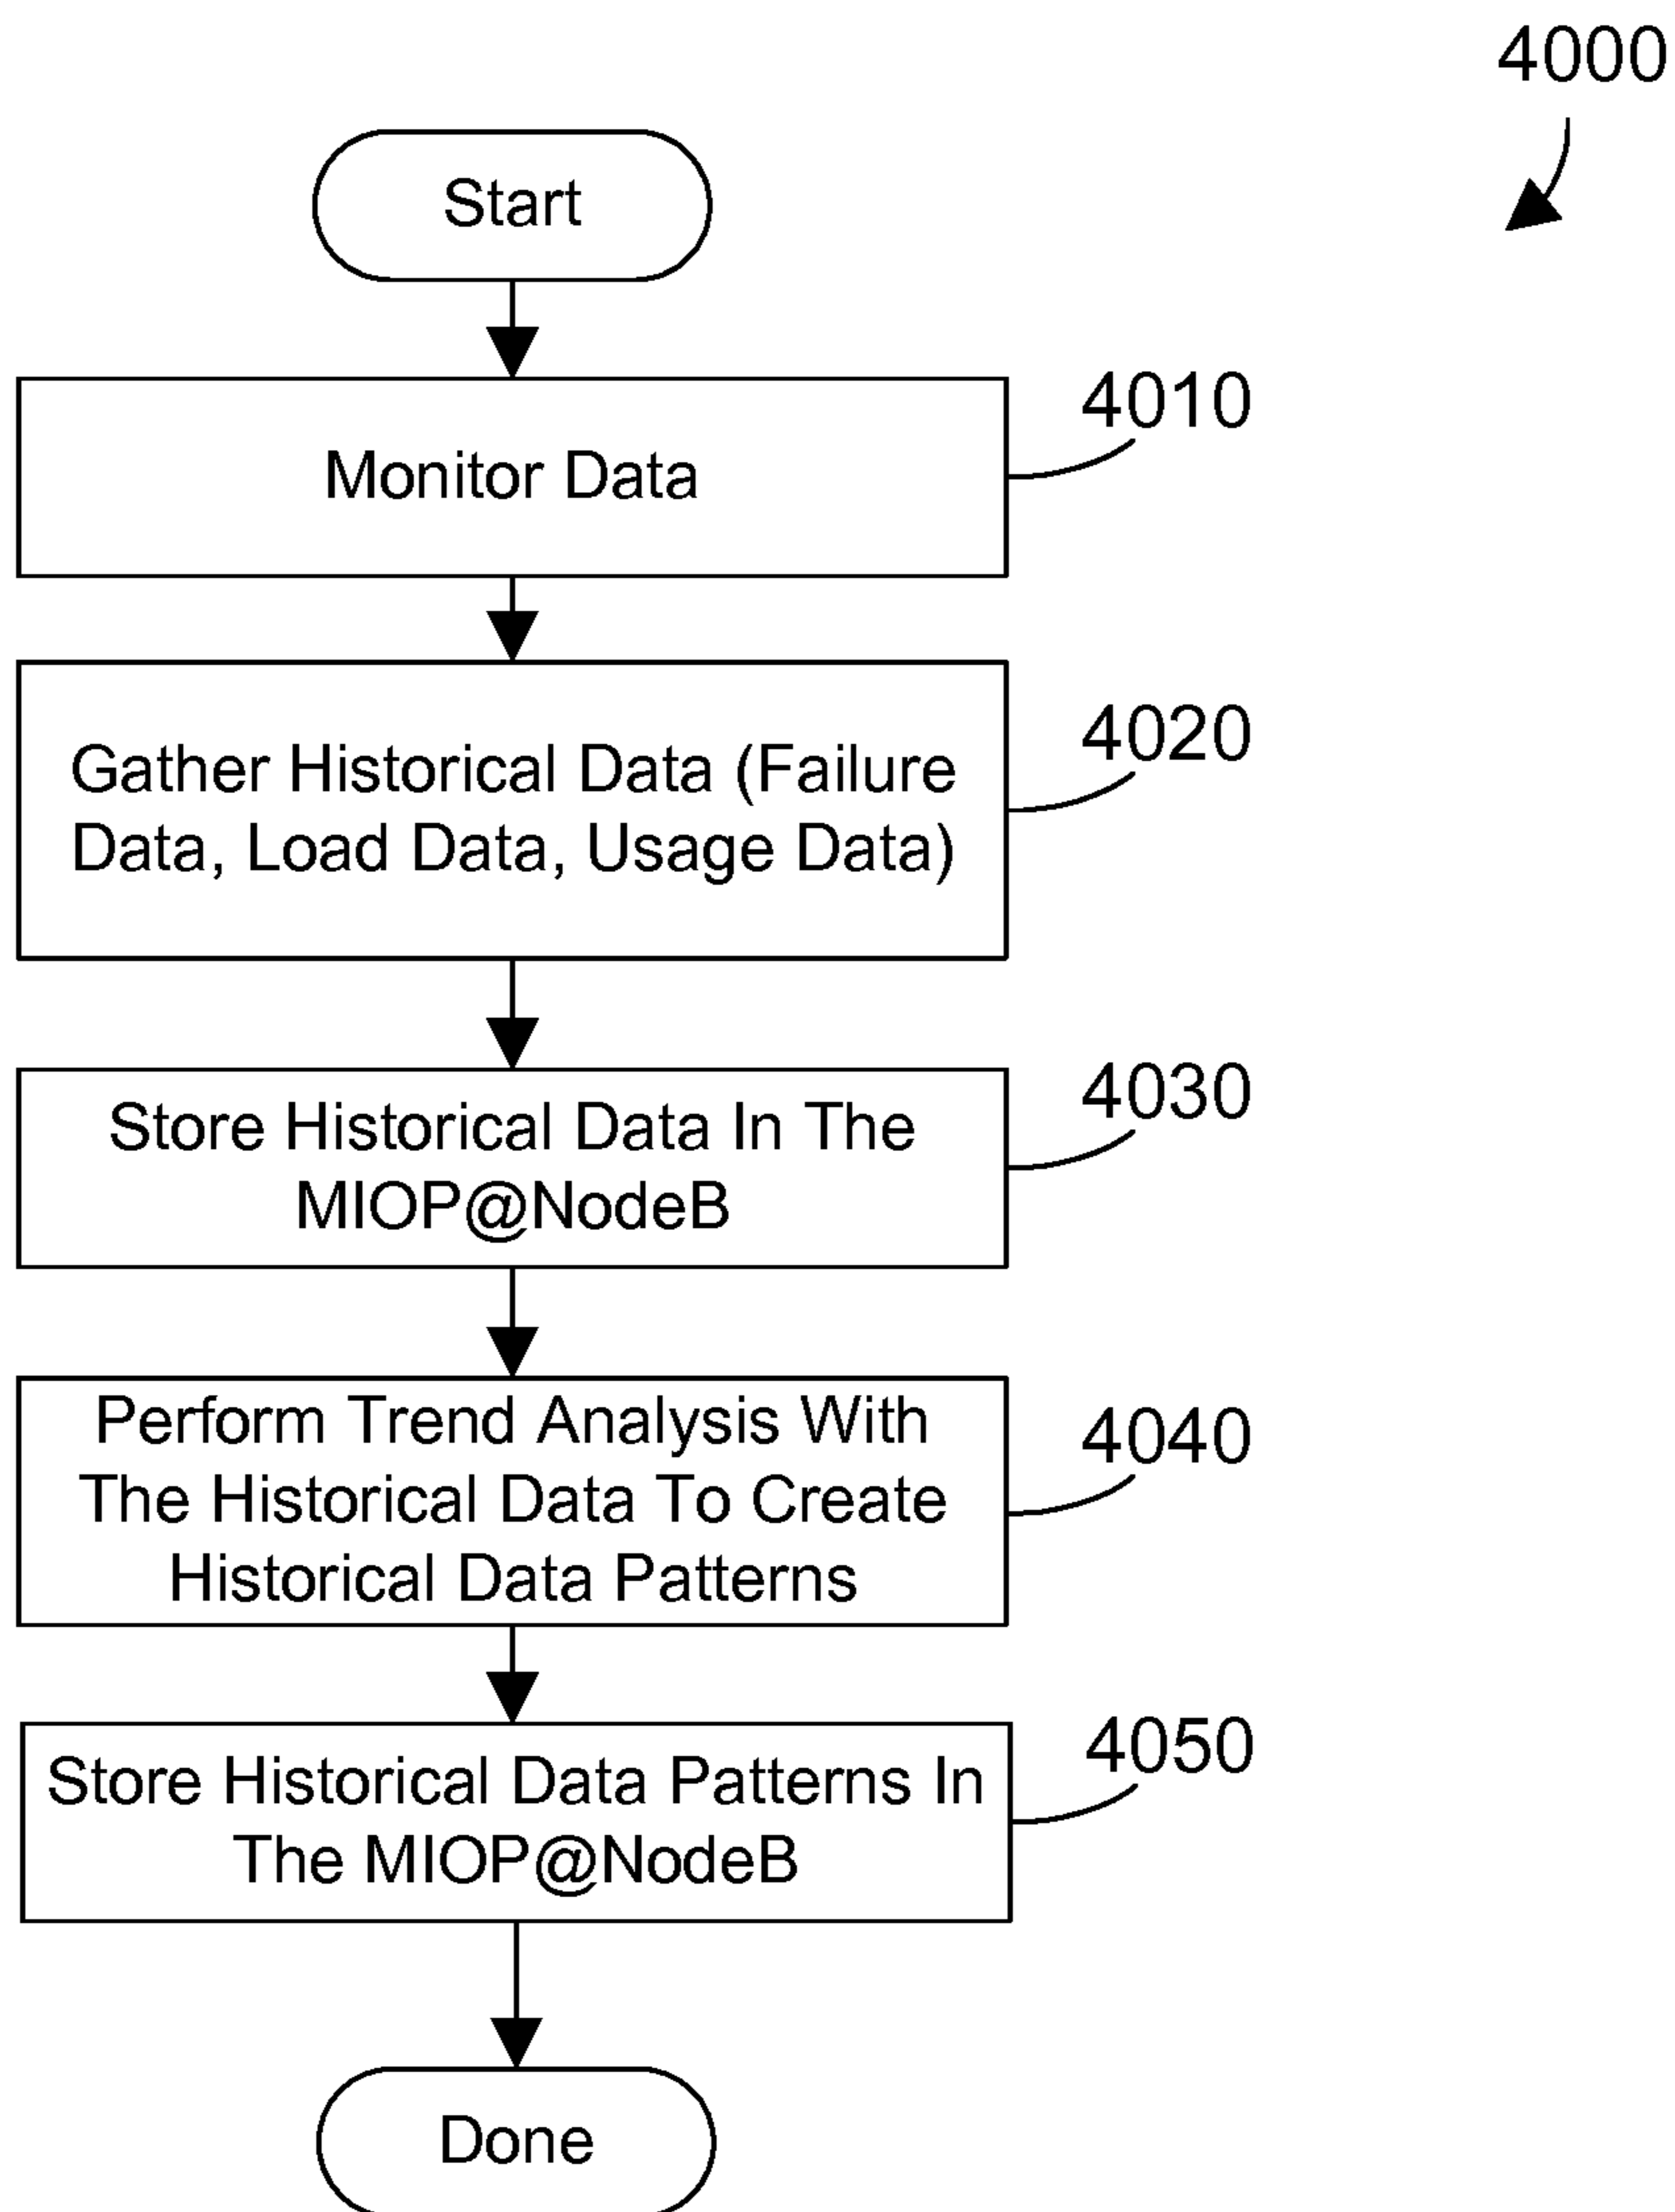 4000
Start
4010
Monitor Data
4020
Gather Historical Data (Failure
Data, Load Data, Usage Data)
4030
Store Historical Data In The
MIOP@NodeB
4040
Perform Trend Analysis With
The Historical Data To Create
Historical Data Patterns
4050
Store Historical Data Patterns In
The MIOP@NodeB
Done